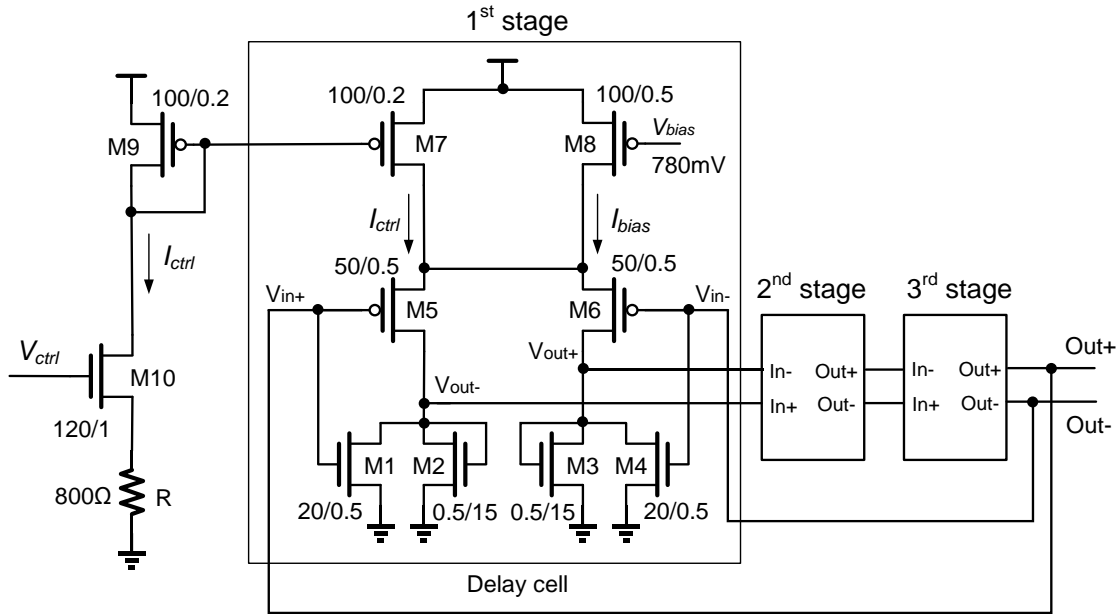 1st stage
100/0.2
M9
100/0.2
M7
100/0.5
M8
Vbias
780mV
Ictrl
Ictrl
Ibias
50/0.5
50/0.5
Vin+
M5
M6
Vin-
2nd stage
3rd stage
Vctrl
M10
120/1
Vout+
Vout-
In-
Out+
In+
Out-
In-
Out+
In+
Out-
Out+
Out-
800Ω
R
M1
M2
M3
M4
20/0.5
0.5/15
0.5/15
20/0.5
Delay cell